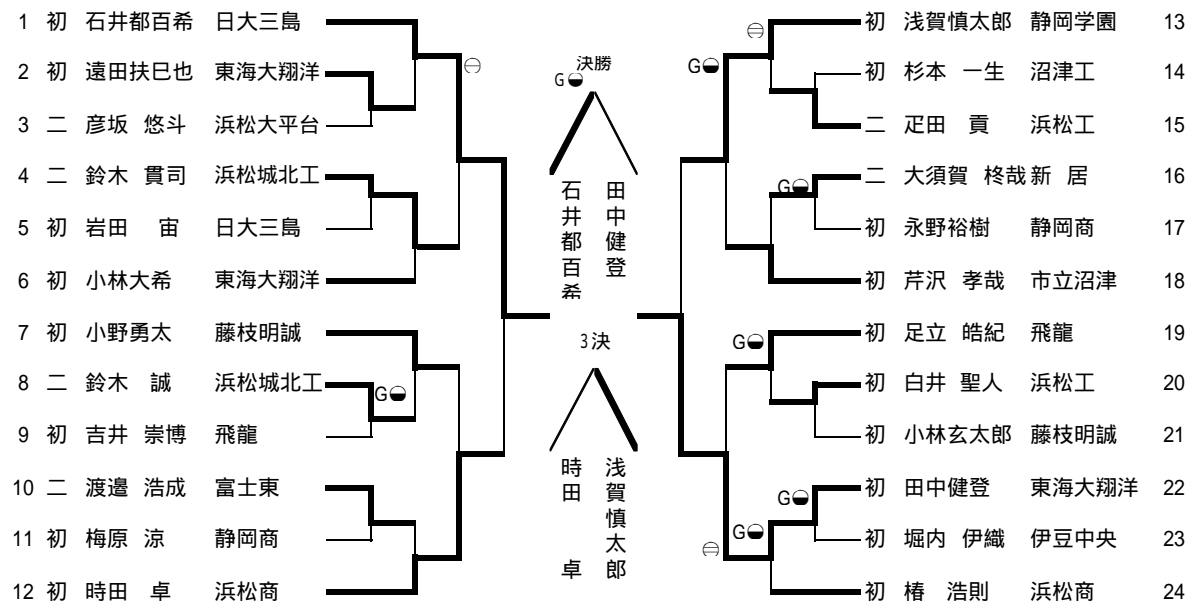 1 初 石井都百希 日大三島
2 初 遠田扶巳也 東海大翔洋
3 二 彦坂 悠斗 浜松大平台
4 二 鈴木 貫司 浜松城北工
5 初 岩田 宙 日大三島
6 初 小林大希 東海大翔洋
7 初 小野勇太 藤枝明誠
8 二 鈴木 誠 浜松城北工
G
9 初 吉井 崇博 飛龍
10 二 渡邉 浩成 富士東
11 初 梅原 涼 静岡商
12 初 時田 卓 浜松商
決勝
G
石井都百希
田中健登
3決
時田 卓
浅賀慎太郎
初 浅賀慎太郎 静岡学園 13
G
初 杉本 一生 沼津工 14
二 疋田 貢 浜松工 15
二 大須賀 柊哉 新 居 16
G
初 永野裕樹 静岡商 17
初 芹沢 孝哉 市立沼津 18
初 足立 皓紀 飛龍 19
G
初 白井 聖人 浜松工 20
初 小林玄太郎 藤枝明誠 21
初 田中健登 東海大翔洋 22
G
初 堀内 伊織 伊豆中央 23
G
初 椿 浩則 浜松商 24